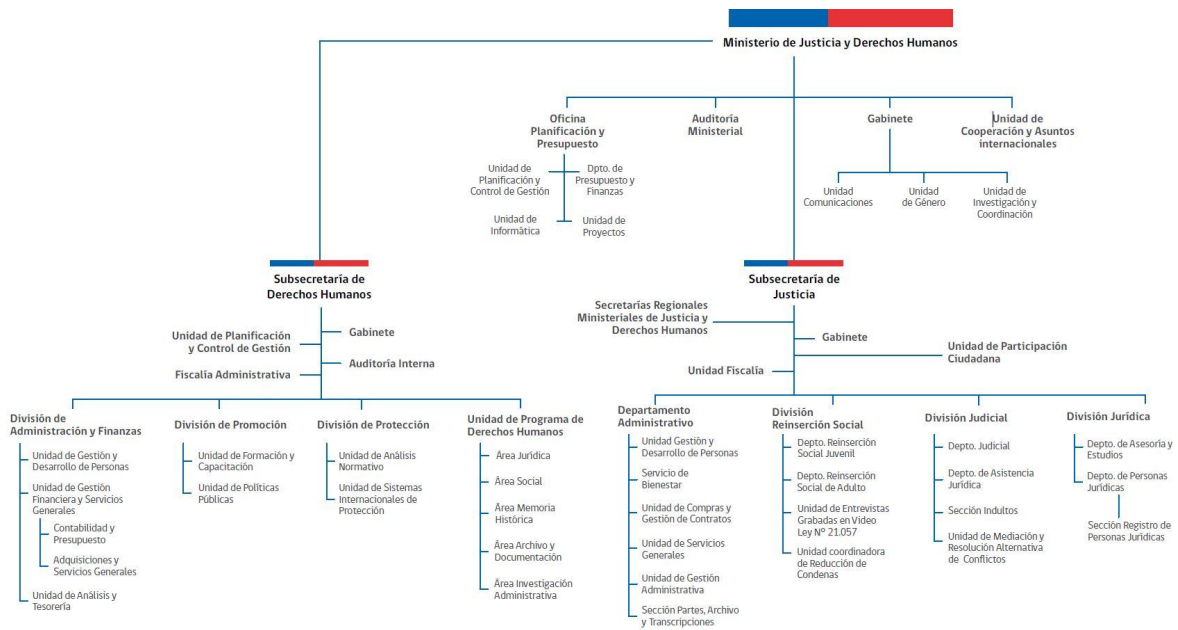 Ministerio de Justicia y Derechos Humanos
Oficina
Planificación y
Presupuesto
Auditoría
Ministerial
Gabinete
Unidad de
Cooperación y Asuntos
internacionales
Unidad de
Planificación y
Control de Gestión
Dpto. de
Presupuesto y
Finanzas
Unidad de
Informática
Unidad de
Proyectos
Unidad
Comunicaciones
Unidad
de Género
Unidad de
Investigación y
Coordinación
Subsecretaría de
Derechos Humanos
Unidad de Planificación
y Control de Gestión
Gabinete
Auditoría Interna
Fiscalía Administrativa
División de
Administración y Finanzas
Unidad de Gestión y
Desarrollo de Personas
Unidad de Gestión
Financiera y Servicios
Generales
Contabilidad y
Presupuesto
Adquisiciones y
Servicios Generales
Unidad de Análisis y
Tesorería
División de Promoción
Unidad de Formación y
Capacitación
Unidad de Políticas
Públicas
División de Protección
Unidad de Análisis
Normativo
Unidad de Sistemas
Internacionales de
Protección
Unidad de Programa de
Derechos Humanos
Área Jurídica
Área Social
Área Memoria
Histórica
Área Archivo y
Documentación
Área Investigación
Administrativa
Subsecretaría de
Justicia
Secretarías Regionales
Ministeriales de Justicia y
Derechos Humanos
Gabinete
Unidad de Participación
Ciudadana
Unidad Fiscalía
Departamento
Administrativo
Unidad Gestión y
Desarrollo de Personas
Servicio de
Bienestar
Unidad de Compras y
Gestión de Contratos
Unidad de Servicios
Generales
Unidad de Gestión
Administrativa
Sección Partes, Archivo
y Transcripciones
División
Reinserción Social
Depto. Reinserción
Social Juvenil
Depto. Reinserción
Social de Adulto
Unidad de Entrevistas
Grabadas en Video
Ley N° 21.057
Unidad coordinadora
de Reducción de
Condenas
División Judicial
Depto. Judicial
Depto. de Asistencia
Jurídica
Sección Indultos
Unidad de Mediación y
Resolución Alternativa
de Conflictos
División Jurídica
Depto. de Asesoría y
Estudios
Depto. de Personas
Jurídicas
Sección Registro de
Personas Jurídicas